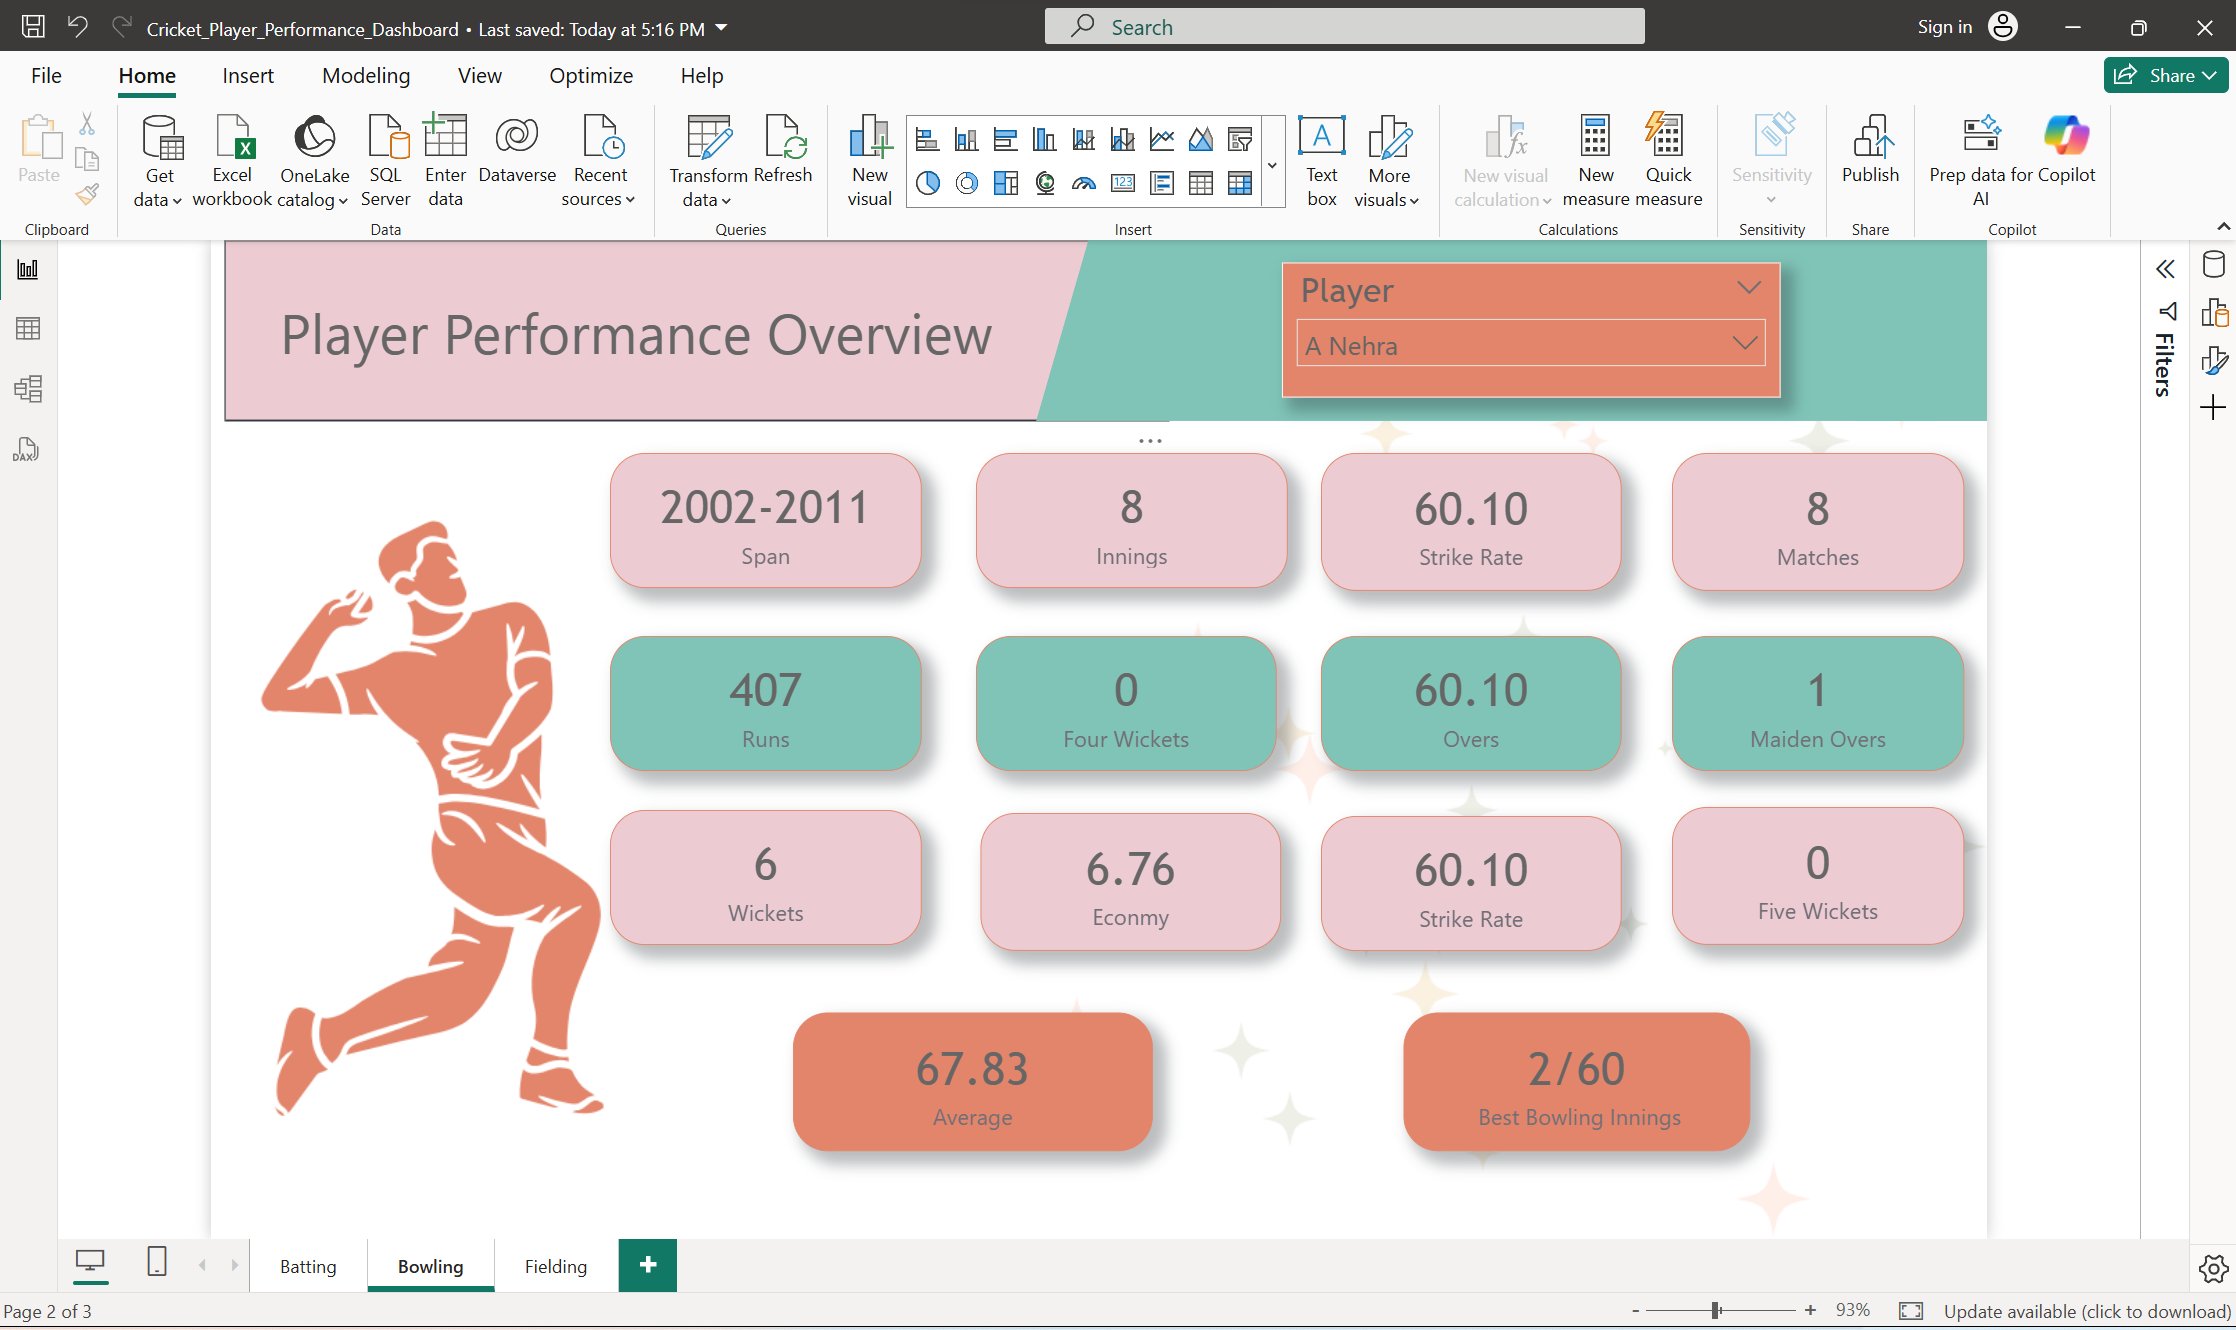 Cricket_Player_Performance_Dashboard • Last saved: Today at 5:16 PM
Search
Sign in
File Home Insert Modeling View Optimize Help
Share
Paste
Get data
Excel workbook
OneLake catalog
SQL Server
Enter data
Dataverse
Recent sources
Transform data
Refresh
New visual
123
A
Text box
More visuals
New visual calculation
New measure
Quick measure
Sensitivity
Publish
Prep data for AI
Copilot
Clipboard
Data
Queries
Insert
Calculations
Sensitivity
Share
Copilot
DAX
Player Performance Overview
Player
A Nehra
Filters
2002-2011
Span
8
Innings
60.10
Strike Rate
8
Matches
407
Runs
0
Four Wickets
60.10
Overs
1
Maiden Overs
6
Wickets
6.76
Econmy
60.10
Strike Rate
0
Five Wickets
67.83
Average
2/60
Best Bowling Innings
Batting
Bowling
Fielding
+
Page 2 of 3
- + 93%
Update available (click to download)